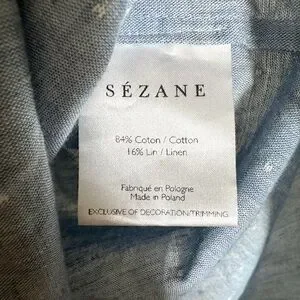 SÉZANE
84% Coton / Cotton
16% Lin / Linen
Fabriqué en Pologne
Made in Poland
EXCLUSIVE OF DECORATION/TRIMMING